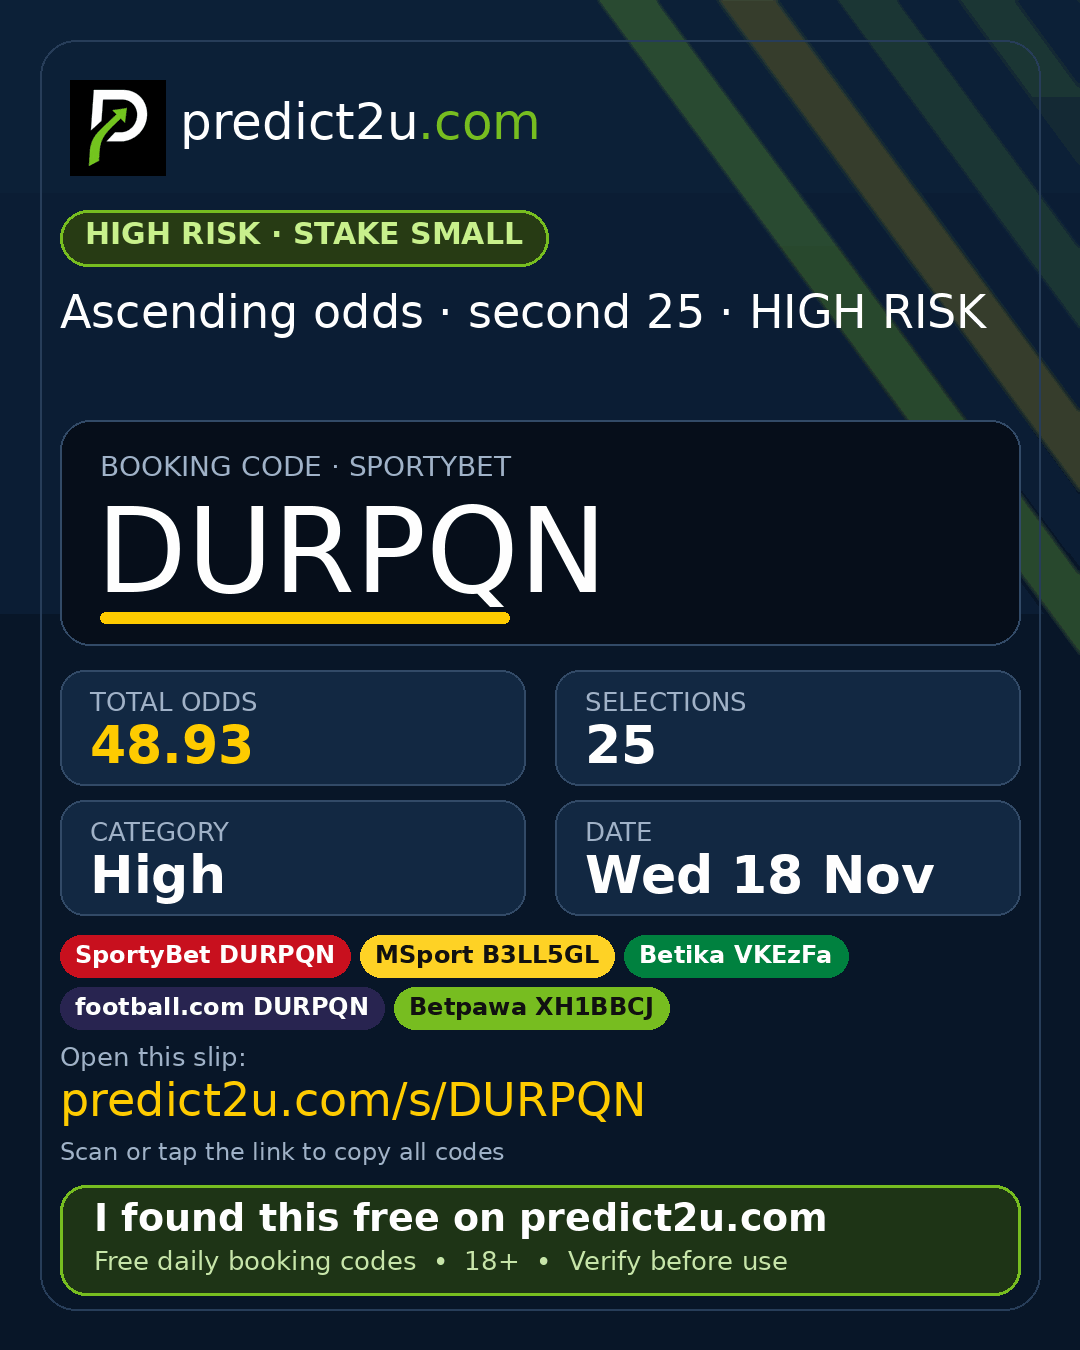 predict2u.com
HIGH RISK · STAKE SMALL
Ascending odds · second 25 · HIGH RISK
BOOKING CODE · SPORTYBET
DURPQN
TOTAL ODDS
48.93
SELECTIONS
25
CATEGORY
High
DATE
Wed 18 Nov
SportyBet DURPQN
MSport B3LL5GL
Betika VKEzFa
football.com DURPQN
Betpawa XH1BBCJ
Open this slip:
predict2u.com/s/DURPQN
Scan or tap the link to copy all codes
I found this free on predict2u.com
Free daily booking codes • 18+ • Verify before use